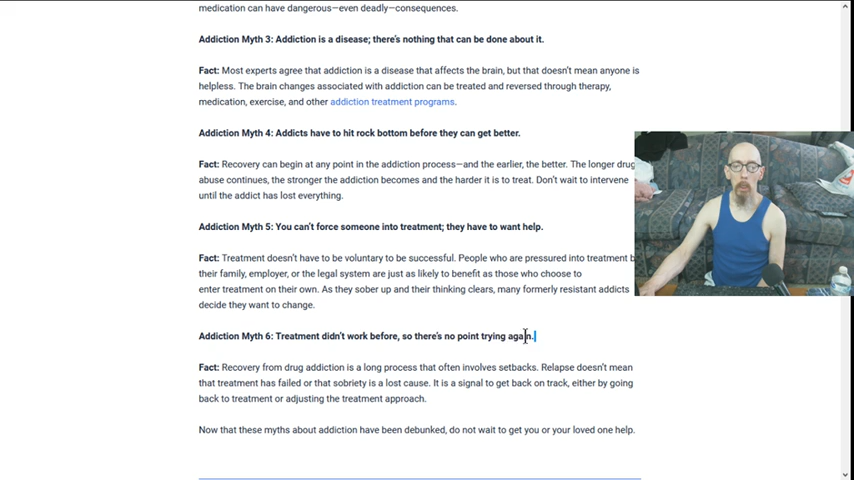 medication can have dangerous—even deadly—consequences.
Addiction Myth 3: Addiction is a disease; there's nothing that can be done about it.
Fact: Most experts agree that addiction is a disease that affects the brain, but that doesn't mean anyone is
helpless. The brain changes associated with addiction can be treated and reversed through therapy,
medication, exercise, and other addiction treatment programs.
Addiction Myth 4: Addicts have to hit rock bottom before they can get better.
Fact: Recovery can begin at any point in the addiction process—and the earlier, the better. The longer drug
abuse continues, the stronger the addiction becomes and the harder it is to treat. Don't wait to intervene
until the addict has lost everything.
Addiction Myth 5: You can't force someone into treatment; they have to want help.
Fact: Treatment doesn't have to be voluntary to be successful. People who are pressured into treatment
their family, employer, or the legal system are just as likely to benefit as those who choose to
enter treatment on their own. As they sober up and their thinking clears, many formerly resistant addicts
decide they want to change.
Addiction Myth 6: Treatment didn't work before, so there's no point trying again.
Fact: Recovery from drug addiction is a long process that often involves setbacks. Relapse doesn't mean
that treatment has failed or that sobriety is a lost cause. It is a signal to get back on track, either by going
back to treatment or adjusting the treatment approach.
Now that these myths about addiction have been debunked, do not wait to get you or your loved one help.